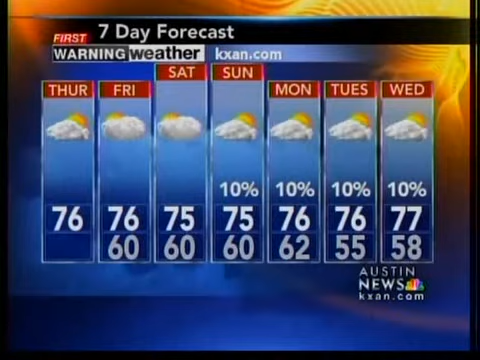 7 Day Forecast
FIRST
WARNING weather kxan.com
THUR FRI SAT SUN MON TUES WED
10% 10% 10% 10%
76 76 75 75 76 76 77
60 60 60 62 55 58
AUSTIN
NEWS
kxan.com